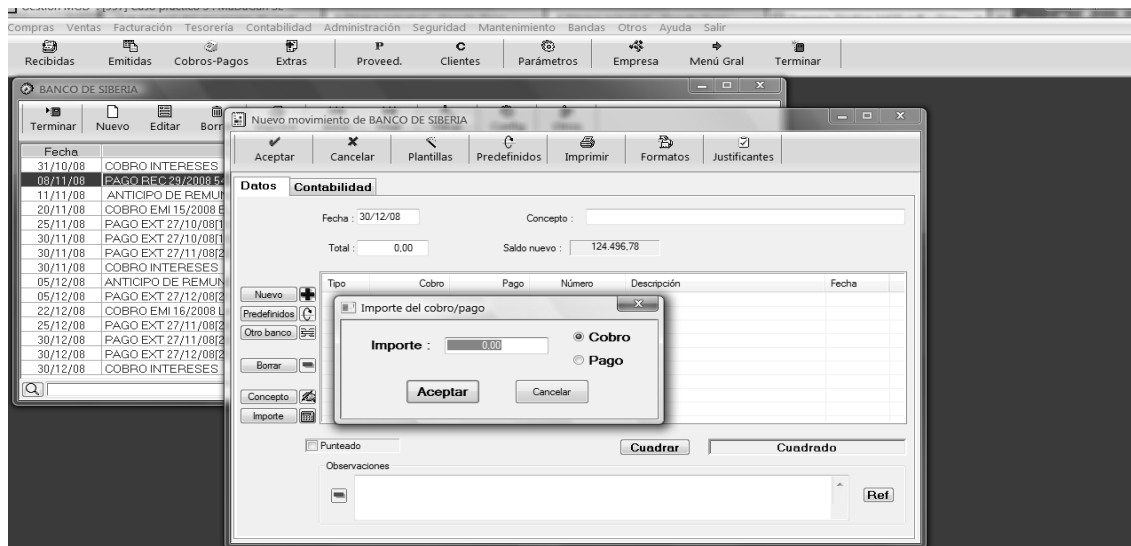 Compras Ventas Facturación Tesorería Contabilidad Administración Seguridad Mantenimiento Bandas Otros Ayuda Salir
Recibidas Emitidas Cobros-Pagos Extras Proveed. Clientes Parámetros Empresa Menú Gral Terminar
BANCO DE SIBERIA
Terminar Nuevo Editar
Fecha
31/10/08 COBRO INTERESES
08/11/08 PAGO REC 29/2008
11/11/08 ANTICIPO DE
20/11/08 COBRO EMI 15/2008
25/11/08 PAGO EXT 27/10/08
30/11/08 PAGO EXT 27/10/08
30/11/08 PAGO EXT 27/11/08
30/11/08 COBRO INTERESES
05/12/08 ANTICIPO DE
05/12/08 PAGO EXT 27/12/08
22/12/08 COBRO EMI 16/2008
25/12/08 PAGO EXT 27/11/08
30/12/08 PAGO EXT 27/11/08
30/12/08 PAGO EXT 27/12/08
30/12/08 COBRO INTERESES
Nuevo movimiento de BANCO DE SIBERIA
Aceptar Cancelar Plantillas Predefinidos Imprimir Formatos Justificantes
Datos Contabilidad
Fecha : 30/12/08 Concepto :
Total : 0,00 Saldo nuevo : 124.496,78
Tipo Cobro Pago Número Descripción Fecha
Nuevo
Predefinidos
Otro banco
Borrar
Concepto
Importe
Importe del cobro/pago
Importe : 0,00
Cobro
Pago
Aceptar Cancelar
Punteado Cuadrar Cuadrado
Observaciones
Ref